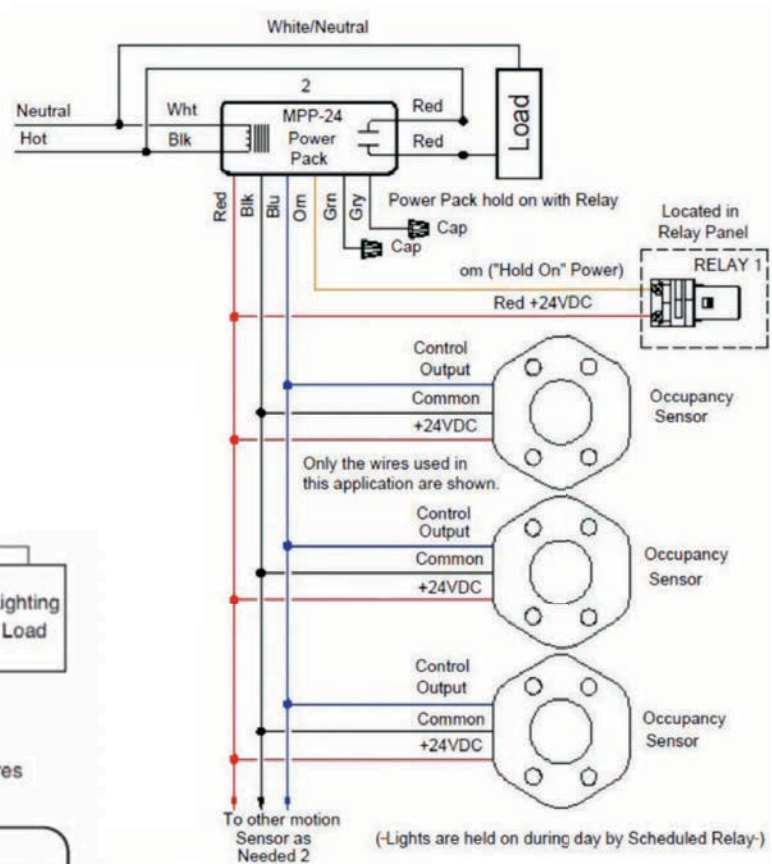 White/Neutral
2
Neutral
Wht
MPP-24
Red
Hot
Blk
Power
Pack
Red
Load
Red
Blk
Blu
Orn
Grn
Gry
Power Pack hold on with Relay
Cap
Cap
Located in
Relay Panel
RELAY 1
om ("Hold On" Power)
Red +24VDC
Control
Output
Common
+24VDC
Occupancy
Sensor
Only the wires used in
this application are shown.
Control
Output
Common
+24VDC
Occupancy
Sensor
ighting
Load
Control
Output
Common
+24VDC
Occupancy
Sensor
res
To other motion
Sensor as
Needed 2
(-Lights are held on during day by Scheduled Relay-)